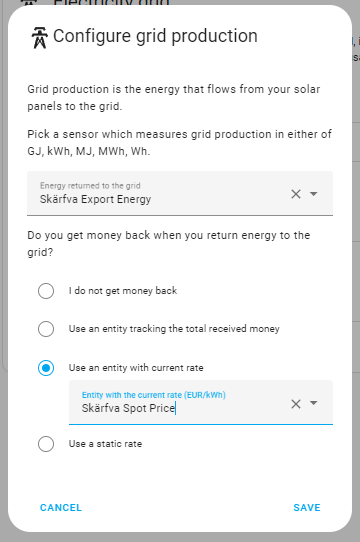 Electricity grid
Configure grid production
Grid production is the energy that flows from your solar
panels to the grid.
Pick a sensor which measures grid production in either of
GJ, kWh, MJ, MWh, Wh.
Energy returned to the grid
Skärfva Export Energy
Do you get money back when you return energy to the
grid?
I do not get money back
Use an entity tracking the total received money
Use an entity with current rate
Entity with the current rate (EUR/kWh)
Skärfva Spot Price
Use a static rate
CANCEL SAVE